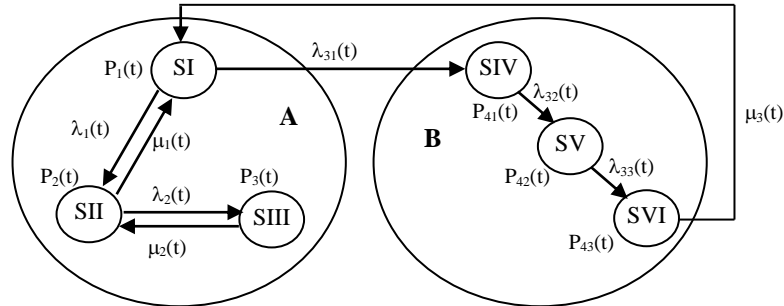 P₁(t)
SI
λ₃₁(t)
SIV
λ₃₂(t)
P₄₁(t)
λ₁(t)
μ₁(t)
A
B
SV
μ₃(t)
P₄₂(t)
λ₃₃(t)
P₂(t)
P₃(t)
SII
λ₂(t)
SIII
SVI
μ₂(t)
P₄₃(t)